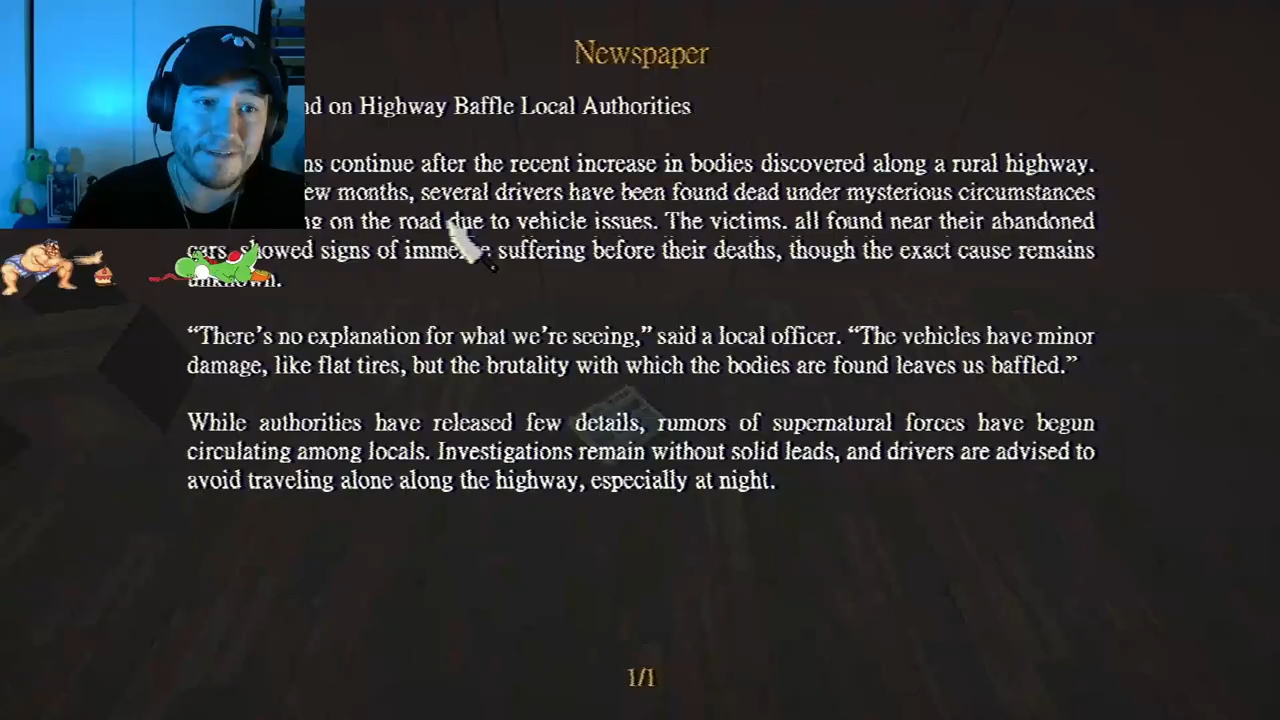 Newspaper
nd on Highway Baffle Local Authorities
ns continue after the recent increase in bodies discovered along a rural highway.
ew months, several drivers have been found dead under mysterious circumstances
ng on the road due to vehicle issues. The victims, all found near their abandoned
cars, showed signs of immense suffering before their deaths, though the exact cause remains
unknown.
“There’s no explanation for what we’re seeing,” said a local officer. “The vehicles have minor
damage, like flat tires, but the brutality with which the bodies are found leaves us baffled.”
While authorities have released few details, rumors of supernatural forces have begun
circulating among locals. Investigations remain without solid leads, and drivers are advised to
avoid traveling alone along the highway, especially at night.
1/1